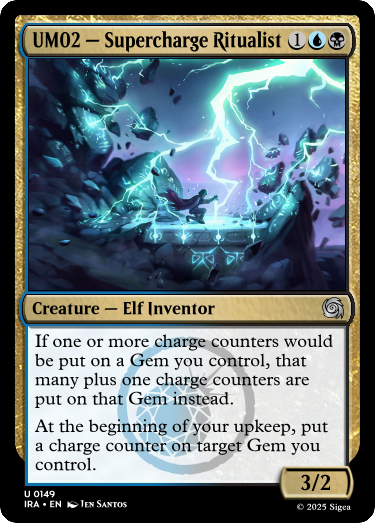 UM02 — Supercharge Ritualist 1
Creature — Elf Inventor
If one or more charge counters would
be put on a Gem you control, that
many plus one charge counters are
put on that Gem instead.
At the beginning of your upkeep, put
a charge counter on target Gem you
control.
3/2
U 0149
IRA • EN Jen Santos
© 2025 Sigea